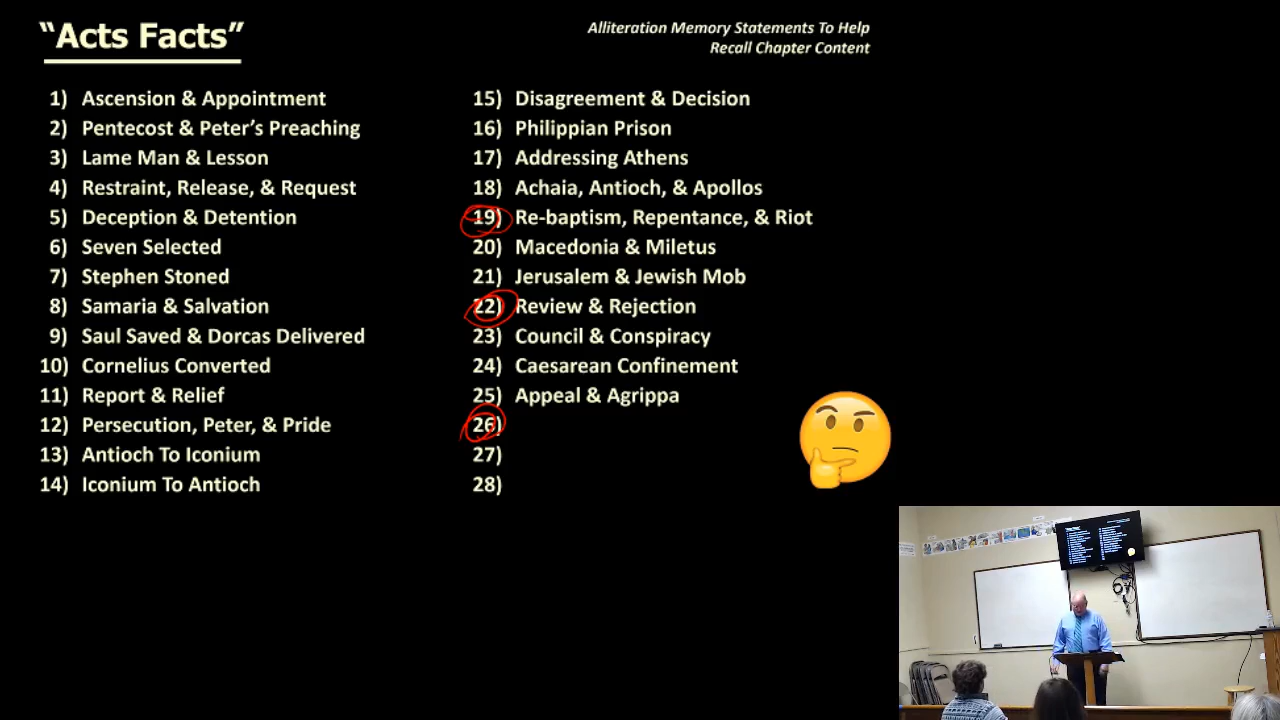 “Acts Facts”
Alliteration Memory Statements To Help
Recall Chapter Content
1) Ascension & Appointment
2) Pentecost & Peter’s Preaching
3) Lame Man & Lesson
4) Restraint, Release, & Request
5) Deception & Detention
6) Seven Selected
7) Stephen Stoned
8) Samaria & Salvation
9) Saul Saved & Dorcas Delivered
10) Cornelius Converted
11) Report & Relief
12) Persecution, Peter, & Pride
13) Antioch To Iconium
14) Iconium To Antioch
15) Disagreement & Decision
16) Philippian Prison
17) Addressing Athens
18) Achaia, Antioch, & Apollos
19) Re-baptism, Repentance, & Riot
20) Macedonia & Miletus
21) Jerusalem & Jewish Mob
22) Review & Rejection
23) Council & Conspiracy
24) Caesarean Confinement
25) Appeal & Agrippa
26)
27)
28)